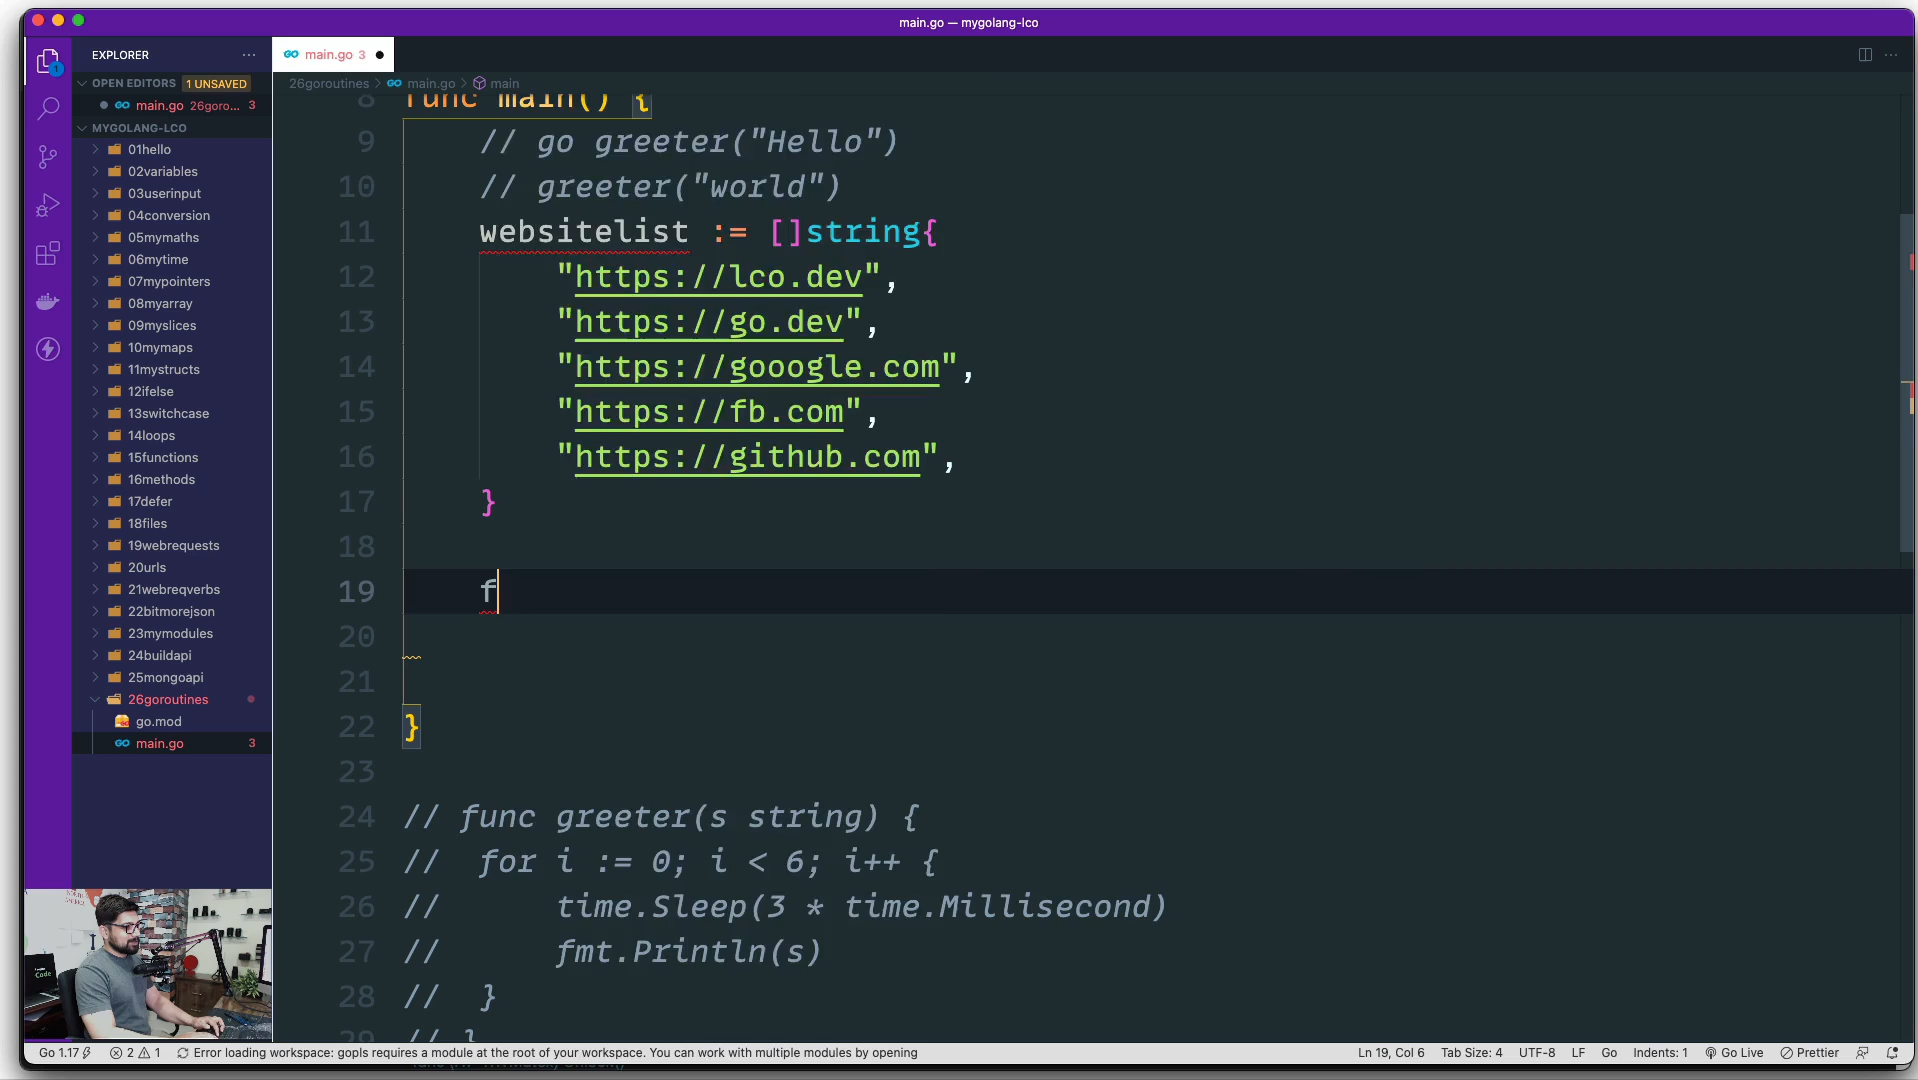 main.go — mygolang-lco
EXPLORER
OPEN EDITORS 1 UNSAVED
main.go 26goro... 3
MYGOLANG-LCO
01hello
02variables
03userinput
04conversion
05mymaths
06mytime
07mypointers
08myarray
09myslices
10mymaps
11mystructs
12ifelse
13switchcase
14loops
15functions
16methods
17defer
18files
19webrequests
20urls
21webreqverbs
22bitmorejson
23mymodules
24buildapi
25mongoapi
26goroutines
go.mod
main.go 3
main.go 3
26goroutines > main.go > main
8 func main() {
9 // go greeter("Hello")
10 // greeter("world")
11 websitelist := []string{
12 "https://lco.dev",
13 "https://go.dev",
14 "https://gooogle.com",
15 "https://fb.com",
16 "https://github.com",
17 }
18
19 f
20
21
22 }
23
24 // func greeter(s string) {
25 // for i := 0; i < 6; i++ {
26 // time.Sleep(3 * time.Millisecond)
27 // fmt.Println(s)
28 // }
29 // }
Go 1.17 2 1 Error loading workspace: gopls requires a module at the root of your workspace. You can work with multiple modules by opening Ln 19, Col 6 Tab Size: 4 UTF-8 LF Go Indents: 1 Go Live Prettier